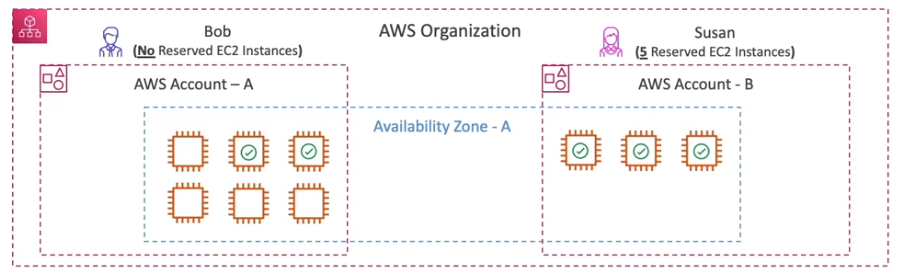 Bob
(No Reserved EC2 Instances)
AWS Organization
Susan
(5 Reserved EC2 Instances)
AWS Account – A
AWS Account - B
Availability Zone - A